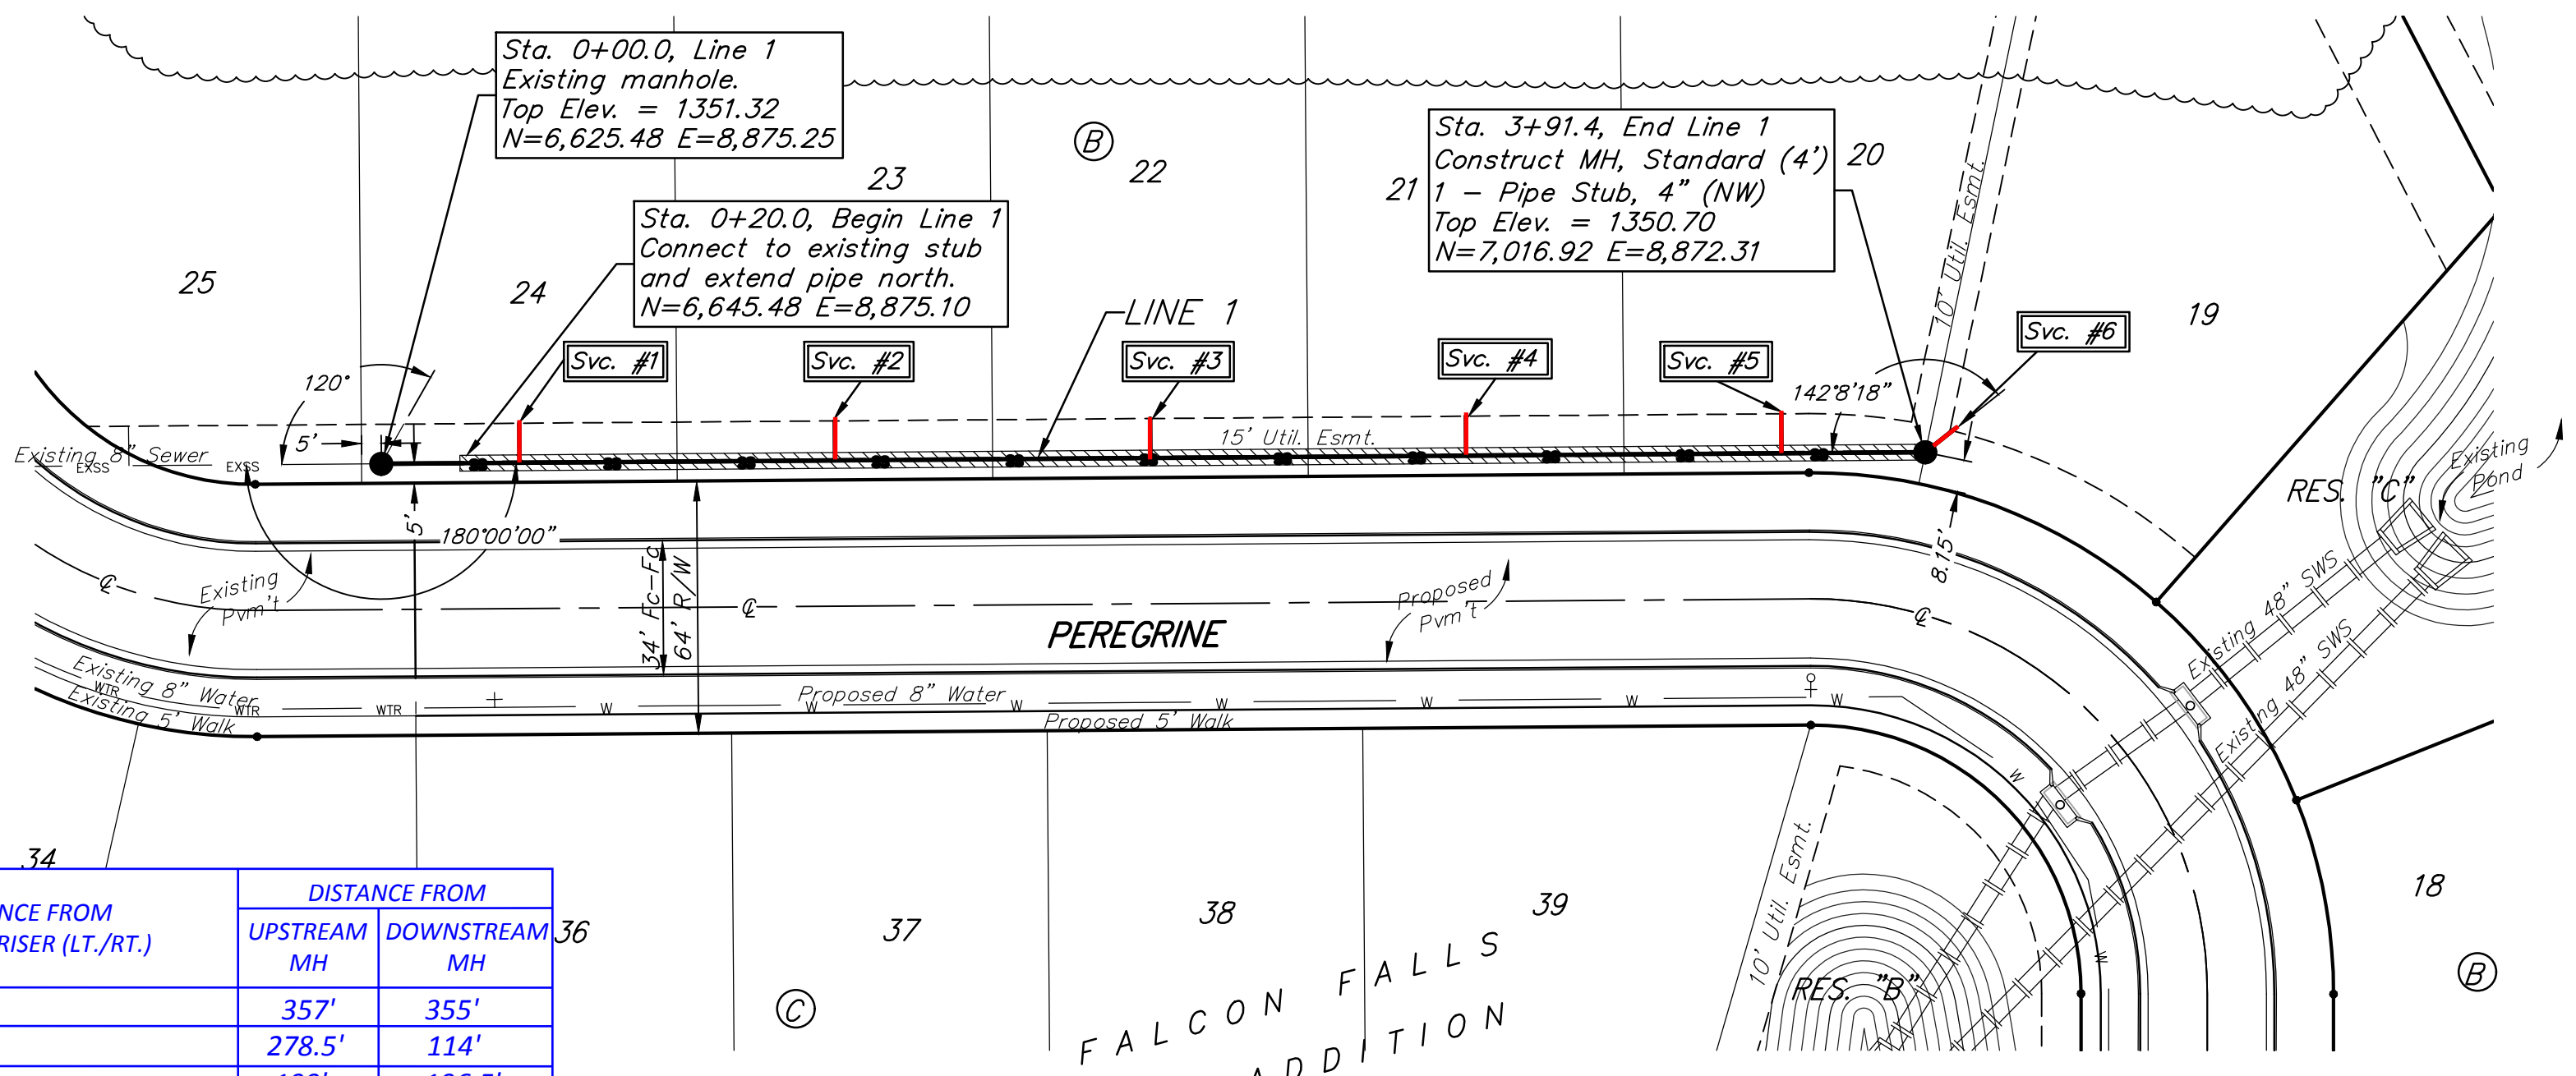 Sta. 0+00.0, Line 1
Existing manhole.
Top Elev. = 1351.32
N=6,625.48 E=8,875.25
Sta. 3+91.4, End Line 1
Construct MH, Standard (4')
1 - Pipe Stub, 4" (NW)
Top Elev. = 1350.70
N=7,016.92 E=8,872.31
Sta. 0+20.0, Begin Line 1
Connect to existing stub
and extend pipe north.
N=6,645.48 E=8,875.10
B
23
22
21
20
19
25
24
10' Util. Esmt.
LINE 1
Svc. #1
Svc. #2
Svc. #3
Svc. #4
Svc. #5
Svc. #6
120°
142°8'18"
5'
15' Util. Esmt.
Existing 8" Sewer
EXSS
EXSS
Existing
Pond
RES. "C"
5'
180°00'00"
8.15'
34' Fc-Fc
64' R/W
Existing
Pvm't
Proposed
Pvm't
PEREGRINE
Existing 48" SWS
Existing 48" SWS
Existing 8" Water
WTR
WTR
WTR
Existing 5' Walk
Proposed 8" Water
W
W
W
W
W
W
W
W
W
Proposed 5' Walk
34
36
37
38
39
18
10' Util. Esmt.
RES. "B"
B
C
FALCON FALLS
ADDITION
NCE FROM
RISER (LT./RT.)
DISTANCE FROM
UPSTREAM
MH
DOWNSTREAM
MH
357' 355'
278.5' 114'